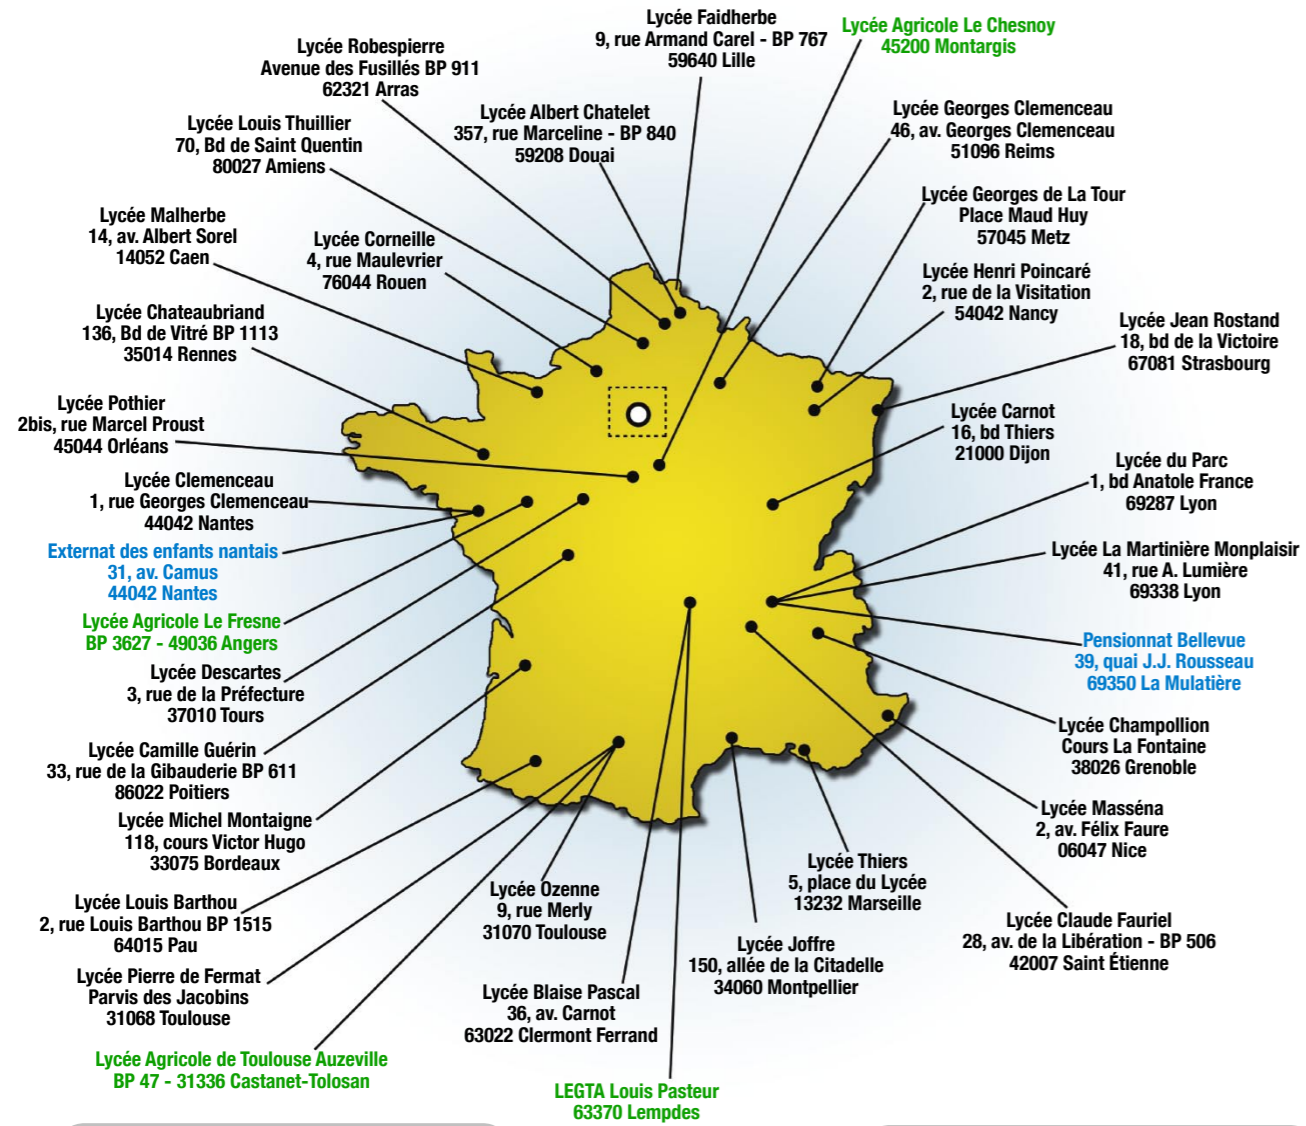 Lycée Faidherbe
9, rue Armand Carel - BP 767
59640 Lille
Lycée Agricole Le Chesnoy
45200 Montargis
Lycée Robespierre
Avenue des Fusillés BP 911
62321 Arras
Lycée Albert Chatelet
357, rue Marceline - BP 840
59208 Douai
Lycée Georges Clemenceau
46, av. Georges Clemenceau
51096 Reims
Lycée Louis Thuillier
70, Bd de Saint Quentin
80027 Amiens
Lycée Georges de La Tour
Place Maud Huy
57045 Metz
Lycée Malherbe
14, av. Albert Sorel
14052 Caen
Lycée Corneille
4, rue Maulevrier
76044 Rouen
Lycée Henri Poincaré
2, rue de la Visitation
54042 Nancy
Lycée Chateaubriand
136, Bd de Vitré BP 1113
35014 Rennes
Lycée Jean Rostand
18, bd de la Victoire
67081 Strasbourg
Lycée Pothier
2bis, rue Marcel Proust
45044 Orléans
Lycée Carnot
16, bd Thiers
21000 Dijon
Lycée du Parc
1, bd Anatole France
69287 Lyon
Lycée Clemenceau
1, rue Georges Clemenceau
44042 Nantes
Externat des enfants nantais
31, av. Camus
44042 Nantes
Lycée La Martinière Monplaisir
41, rue A. Lumière
69338 Lyon
Lycée Agricole Le Fresne
BP 3627 - 49036 Angers
Pensionnat Bellevue
39, quai J.J. Rousseau
69350 La Mulatière
Lycée Descartes
3, rue de la Préfecture
37010 Tours
Lycée Champollion
Cours La Fontaine
38026 Grenoble
Lycée Camille Guérin
33, rue de la Gibauderie BP 611
86022 Poitiers
Lycée Masséna
2, av. Félix Faure
06047 Nice
Lycée Michel Montaigne
118, cours Victor Hugo
33075 Bordeaux
Lycée Thiers
5, place du Lycée
13232 Marseille
Lycée Louis Barthou
2, rue Louis Barthou BP 1515
64015 Pau
Lycée Ozenne
9, rue Merly
31070 Toulouse
Lycée Claude Fauriel
28, av. de la Libération - BP 506
42007 Saint Étienne
Lycée Joffre
150, allée de la Citadelle
34060 Montpellier
Lycée Pierre de Fermat
Parvis des Jacobins
31068 Toulouse
Lycée Blaise Pascal
36, av. Carnot
63022 Clermont Ferrand
Lycée Agricole de Toulouse Auzeville
BP 47 - 31336 Castanet-Tolosan
LEGTA Louis Pasteur
63370 Lempdes